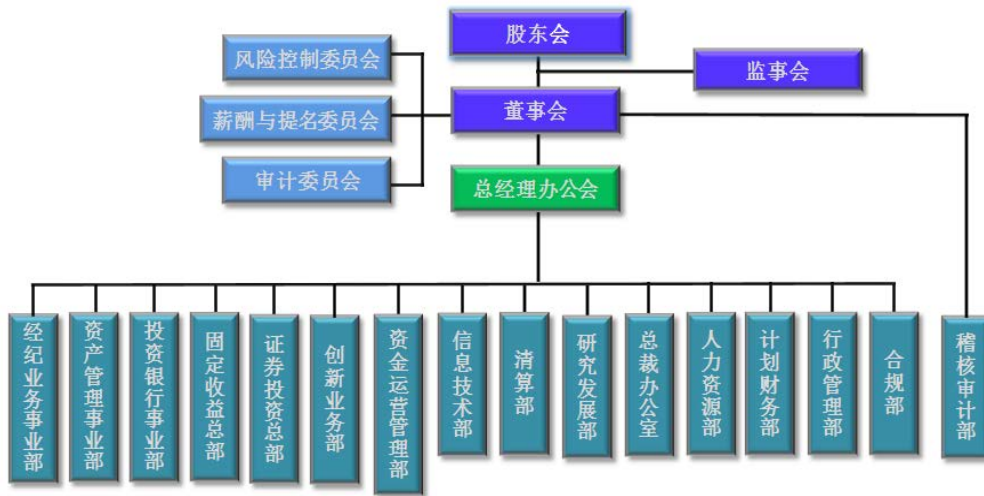 股东会
风险控制委员会
监事会
薪酬与提名委员会
董事会
审计委员会
总经理办公会
经纪业务事业部
资产管理事业部
投资银行事业部
固定收益总部
证券投资总部
创新业务部
资金运营管理部
信息技术部
清算部
研究发展部
总裁办公室
人力资源部
计划财务部
行政管理部
合规部
稽核审计部